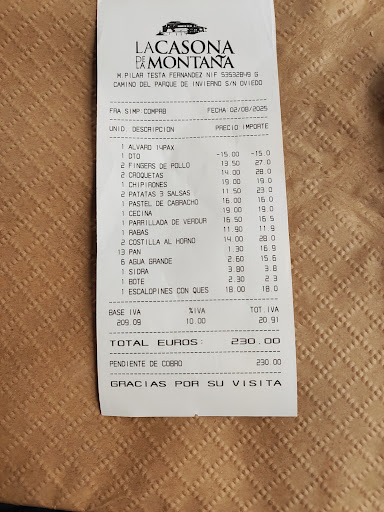 LA CASONA
DE LA MONTAÑA
M.PILAR TESTA FERNANDEZ NIF 53532849 G
CAMINO DEL PARQUE DE INVIERNO S/N OVIEDO
FRA.SIMP.COMPAB FECHA 02/08/2025
UNID. DESCRIPCION PRECIO IMPORTE
1 ALVARO 14PAX
1 DTO -15.00 -15.0
2 FINGERS DE POLLO 13.50 27.0
2 CROQUETAS 14.00 28.0
1 CHIPIRONES 19.00 19.0
2 PATATAS 3 SALSAS 11.50 23.0
1 PASTEL DE CABRACHO 16.00 16.0
1 CECINA 19.00 19.0
1 PARRILLADA DE VERDUR 16.50 16.5
1 RABAS 11.90 11.9
2 COSTILLA AL HORNO 14.00 28.0
13 PAN 1.30 16.9
6 AGUA GRANDE 2.60 15.6
1 SIDRA 3.80 3.8
1 BOTE 2.30 2.3
1 ESCALOPINES CON QUES 18.00 18.0
BASE IVA %IVA TOT.IVA
209.09 10.00 20.91
TOTAL EUROS: 230.00
PENDIENTE DE COBRO 230.00
GRACIAS POR SU VISITA